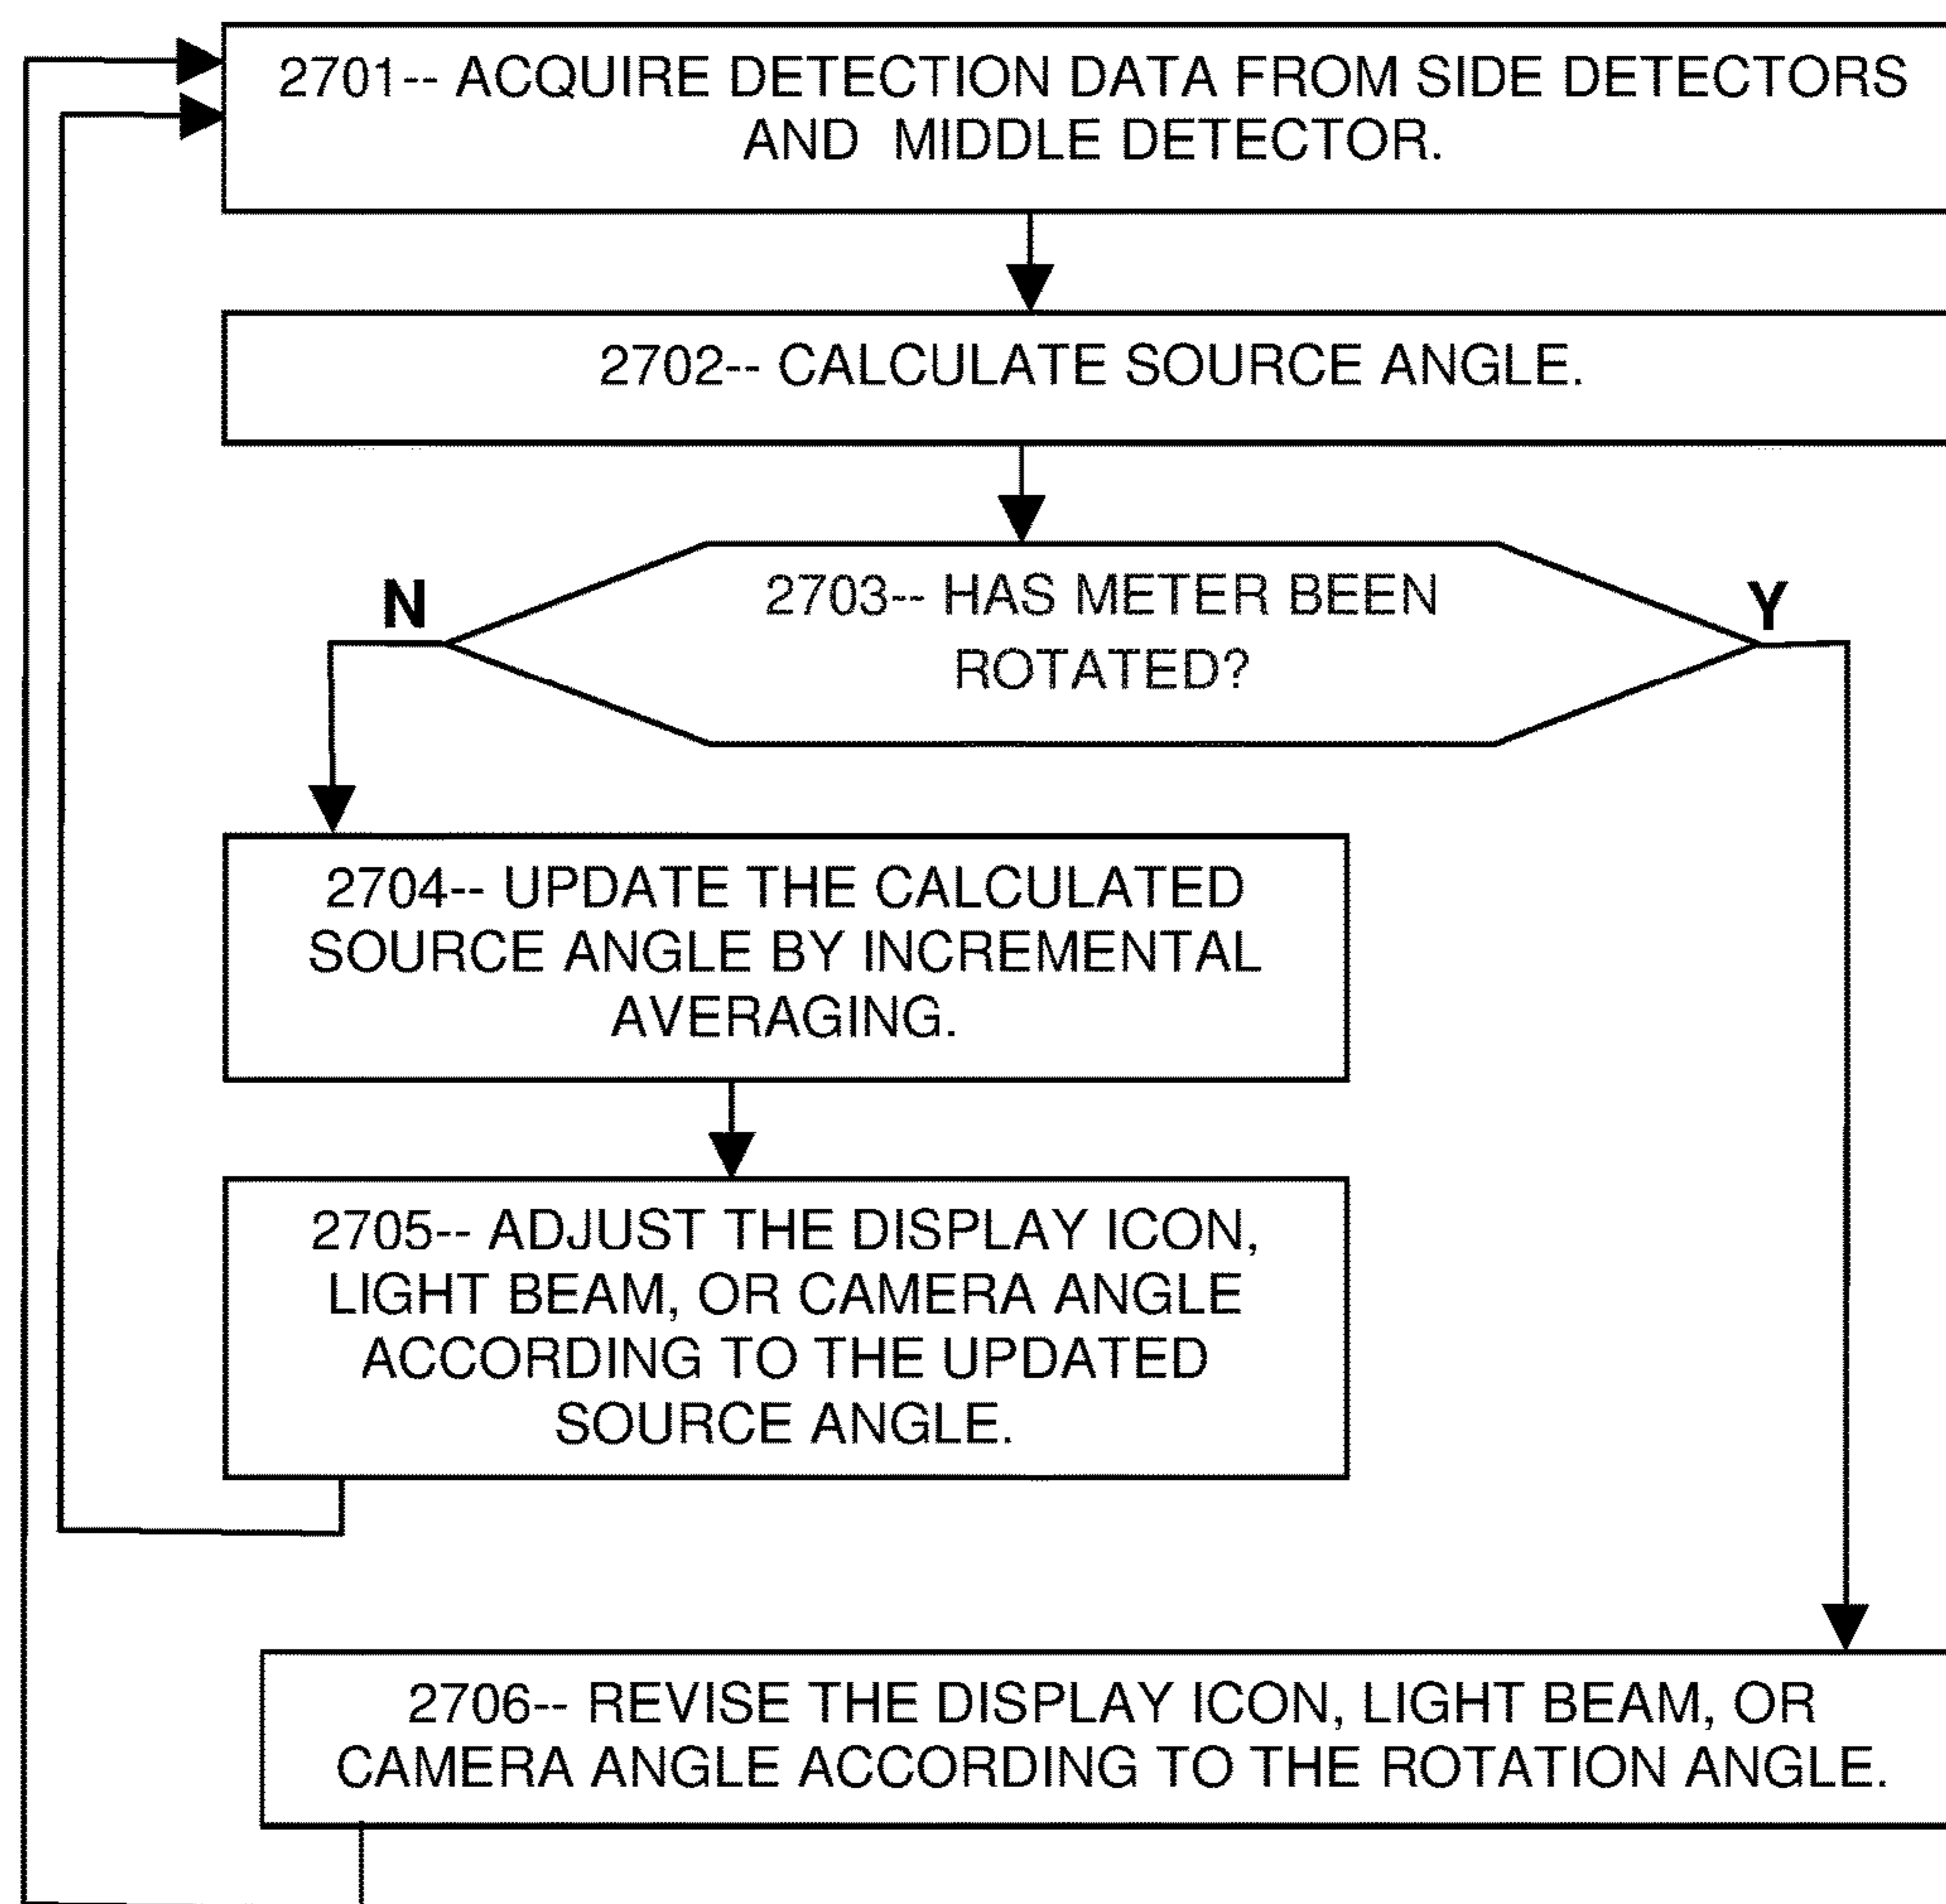 2701-- ACQUIRE DETECTION DATA FROM SIDE DETECTORS
AND MIDDLE DETECTOR.
2702-- CALCULATE SOURCE ANGLE.
N
2703-- HAS METER BEEN
Y
ROTATED?
2704-- UPDATE THE CALCULATED
SOURCE ANGLE BY INCREMENTAL
AVERAGING.
2705-- ADJUST THE DISPLAY ICON,
LIGHT BEAM, OR CAMERA ANGLE
ACCORDING TO THE UPDATED
SOURCE ANGLE.
2706-- REVISE THE DISPLAY ICON, LIGHT BEAM, OR
CAMERA ANGLE ACCORDING TO THE ROTATION ANGLE.